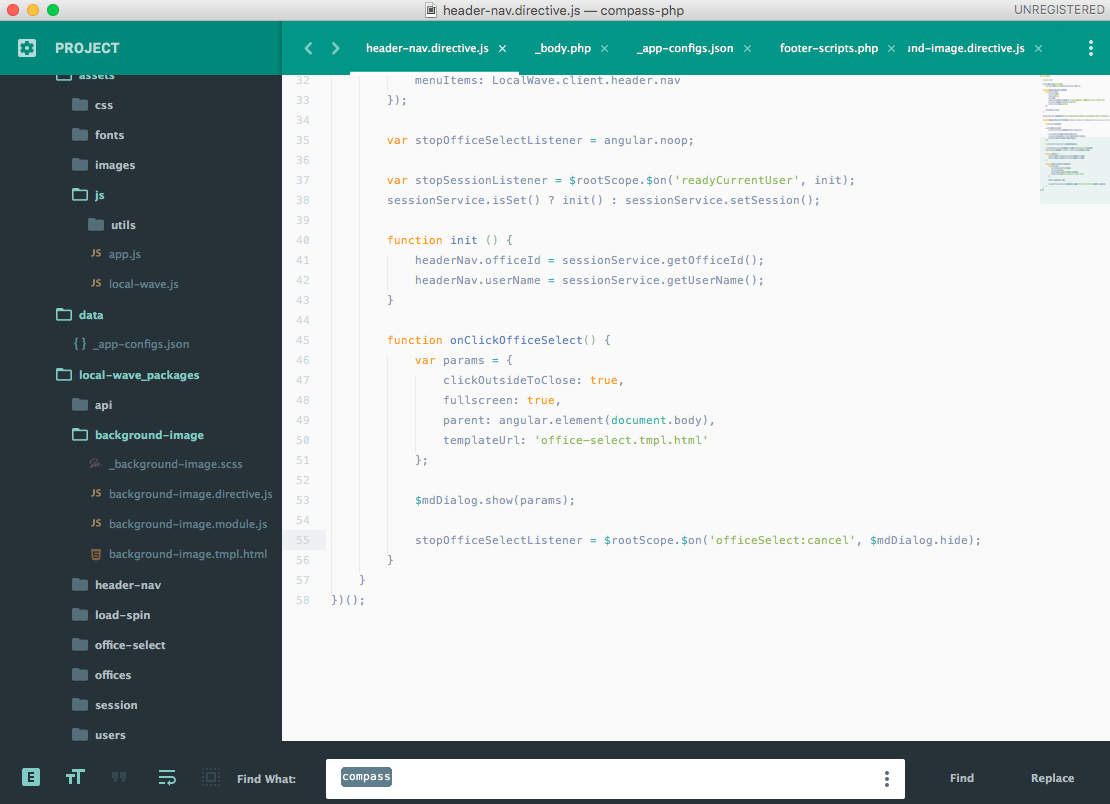 header-nav.directive.js — compass-php
UNREGISTERED
PROJECT
header-nav.directive.js ×
_body.php ×
_app-configs.json ×
footer-scripts.php ×
und-image.directive.js ×
assets
css
fonts
images
js
utils
JS app.js
JS local-wave.js
data
{ } _app-configs.json
local-wave_packages
api
background-image
_background-image.scss
JS background-image.directive.js
JS background-image.module.js
background-image.tmpl.html
header-nav
load-spin
office-select
offices
session
users
32 menuItems: LocalWave.client.header.nav
33 });
34
35 var stopOfficeSelectListener = angular.noop;
36
37 var stopSessionListener = $rootScope.$on('readyCurrentUser', init);
38 sessionService.isSet() ? init() : sessionService.setSession();
39
40 function init () {
41 headerNav.officeId = sessionService.getOfficeId();
42 headerNav.userName = sessionService.getUserName();
43 }
44
45 function onClickOfficeSelect() {
46 var params = {
47 clickOutsideToClose: true,
48 fullscreen: true,
49 parent: angular.element(document.body),
50 templateUrl: 'office-select.tmpl.html'
51 };
52
53 $mdDialog.show(params);
54
55 stopOfficeSelectListener = $rootScope.$on('officeSelect:cancel', $mdDialog.hide);
56 }
57 }
58 })();
E
TT
Find What:
compass
Find
Replace